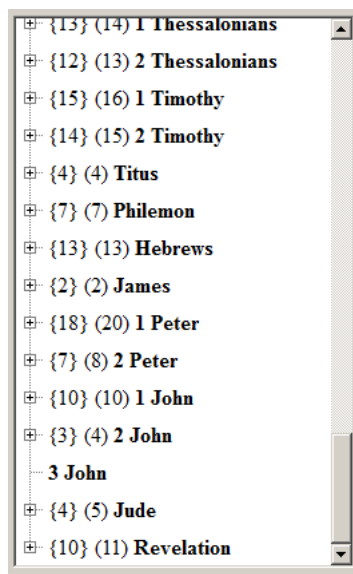 {13} (14) 1 Thessalonians
{12} (13) 2 Thessalonians
{15} (16) 1 Timothy
{14} (15) 2 Timothy
{4} (4) Titus
{7} (7) Philemon
{13} (13) Hebrews
{2} (2) James
{18} (20) 1 Peter
{7} (8) 2 Peter
{10} (10) 1 John
{3} (4) 2 John
3 John
{4} (5) Jude
{10} (11) Revelation